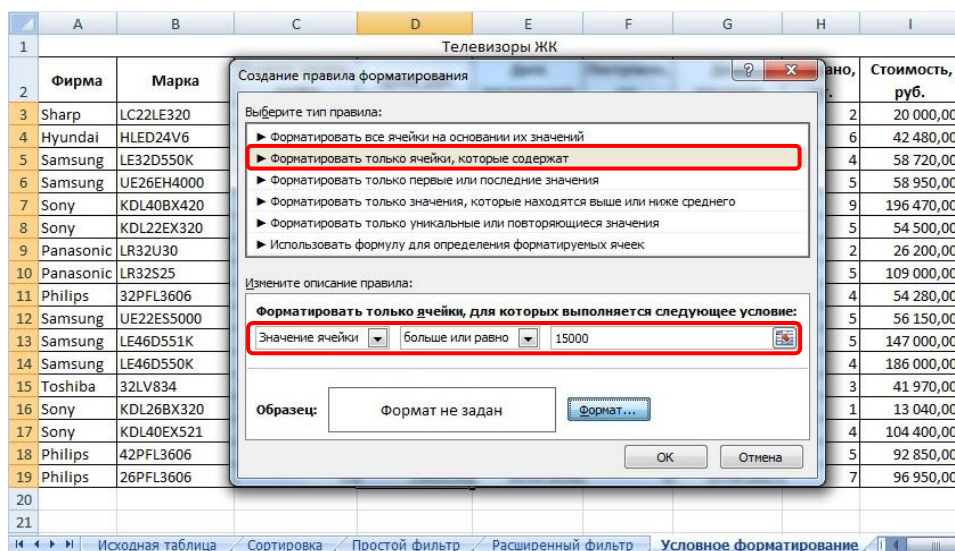 A B C D E F G H I
1 Телевизоры ЖК
2 Фирма Марка ано, т. Стоимость, руб.
Создание правила форматирования
Выберите тип правила:
► Форматировать все ячейки на основании их значений
► Форматировать только ячейки, которые содержат
► Форматировать только первые или последние значения
► Форматировать только значения, которые находятся выше или ниже среднего
► Форматировать только уникальные или повторяющиеся значения
► Использовать формулу для определения форматируемых ячеек
Измените описание правила:
Форматировать только ячейки, для которых выполняется следующее условие:
Значение ячейки больше или равно 15000
Образец: Формат не задан Формат...
ОК Отмена
3 Sharp LC22LE320 2 20 000,00
4 Hyundai HLED24V6 6 42 480,00
5 Samsung LE32D550K 4 58 720,00
6 Samsung UE26EH4000 5 58 950,00
7 Sony KDL40BX420 9 196 470,00
8 Sony KDL22EX320 5 54 500,00
9 Panasonic LR32U30 2 26 200,00
10 Panasonic LR32S25 5 109 000,00
11 Philips 32PFL3606 4 54 280,00
12 Samsung UE22ES5000 5 56 150,00
13 Samsung LE46D551K 5 147 000,00
14 Samsung LE46D550K 4 186 000,00
15 Toshiba 32LV834 3 41 970,00
16 Sony KDL26BX320 1 13 040,00
17 Sony KDL40EX521 4 104 400,00
18 Philips 42PFL3606 5 92 850,00
19 Philips 26PFL3606 7 96 950,00
20
21
Исходная таблица Сортировка Простой фильтр Расширенный фильтр Условное форматирование